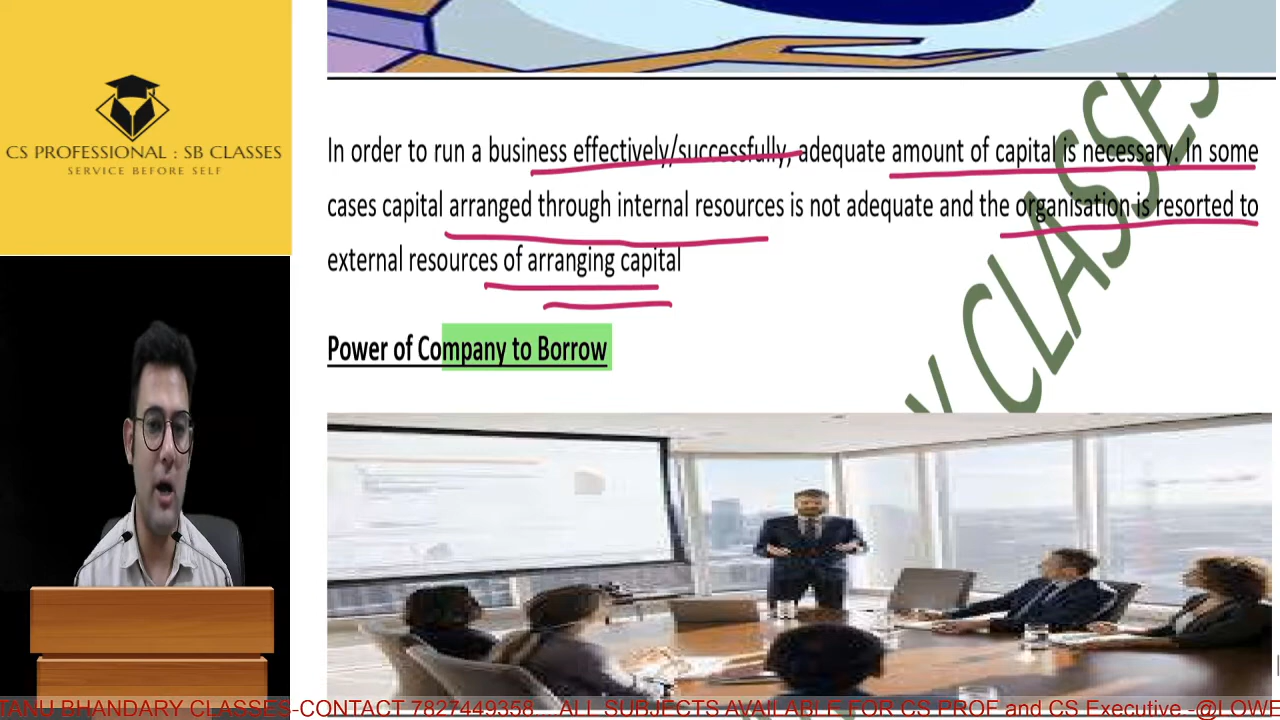 CS PROFESSIONAL : SB CLASSES
SERVICE BEFORE SELF
In order to run a business effectively/successfully, adequate amount of capital is necessary. In some
cases capital arranged through internal resources is not adequate and the organisation is resorted to
external resources of arranging capital
Power of Company to Borrow
Y CLASSES
TANU BHANDARY CLASSES-CONTACT 7827449358....ALL SUBJECTS AVAILABLE FOR CS PROF and CS Executive -@LOWE